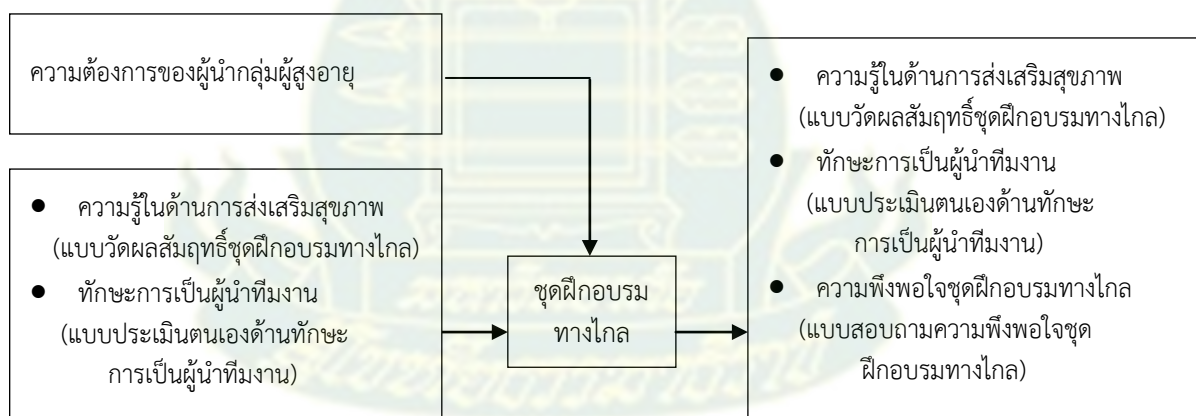 ความต้องการของผู้นำกลุ่มผู้สูงอายุ
● ความรู้ในด้านการส่งเสริมสุขภาพ
(แบบวัดผลสัมฤทธิ์ชุดฝึกอบรมทางไกล)
● ทักษะการเป็นผู้นำทีมงาน
(แบบประเมินตนเองด้านทักษะ
การเป็นผู้นำทีมงาน)
ชุดฝึกอบรม
ทางไกล
● ความรู้ในด้านการส่งเสริมสุขภาพ
(แบบวัดผลสัมฤทธิ์ชุดฝึกอบรมทางไกล)
● ทักษะการเป็นผู้นำทีมงาน
(แบบประเมินตนเองด้านทักษะ
การเป็นผู้นำทีมงาน)
● ความพึงพอใจชุดฝึกอบรมทางไกล
(แบบสอบถามความพึงพอใจชุด
ฝึกอบรมทางไกล)